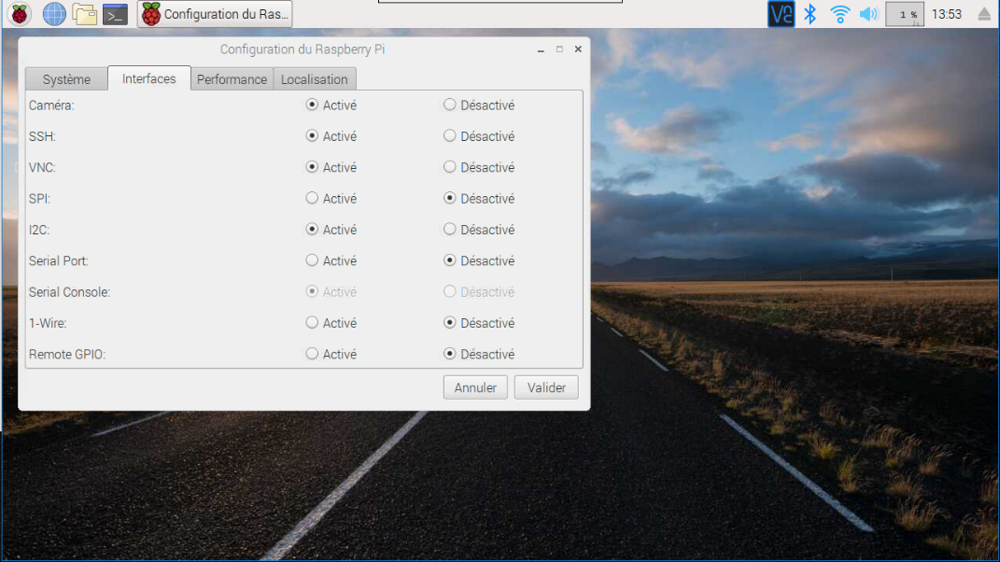 Configuration du Ras...
1 %
13:53
Configuration du Raspberry Pi
Système Interfaces Performance Localisation
Caméra: Activé Désactivé
SSH: Activé Désactivé
VNC: Activé Désactivé
SPI: Activé Désactivé
I2C: Activé Désactivé
Serial Port: Activé Désactivé
Serial Console: Activé Désactivé
1-Wire: Activé Désactivé
Remote GPIO: Activé Désactivé
Annuler Valider